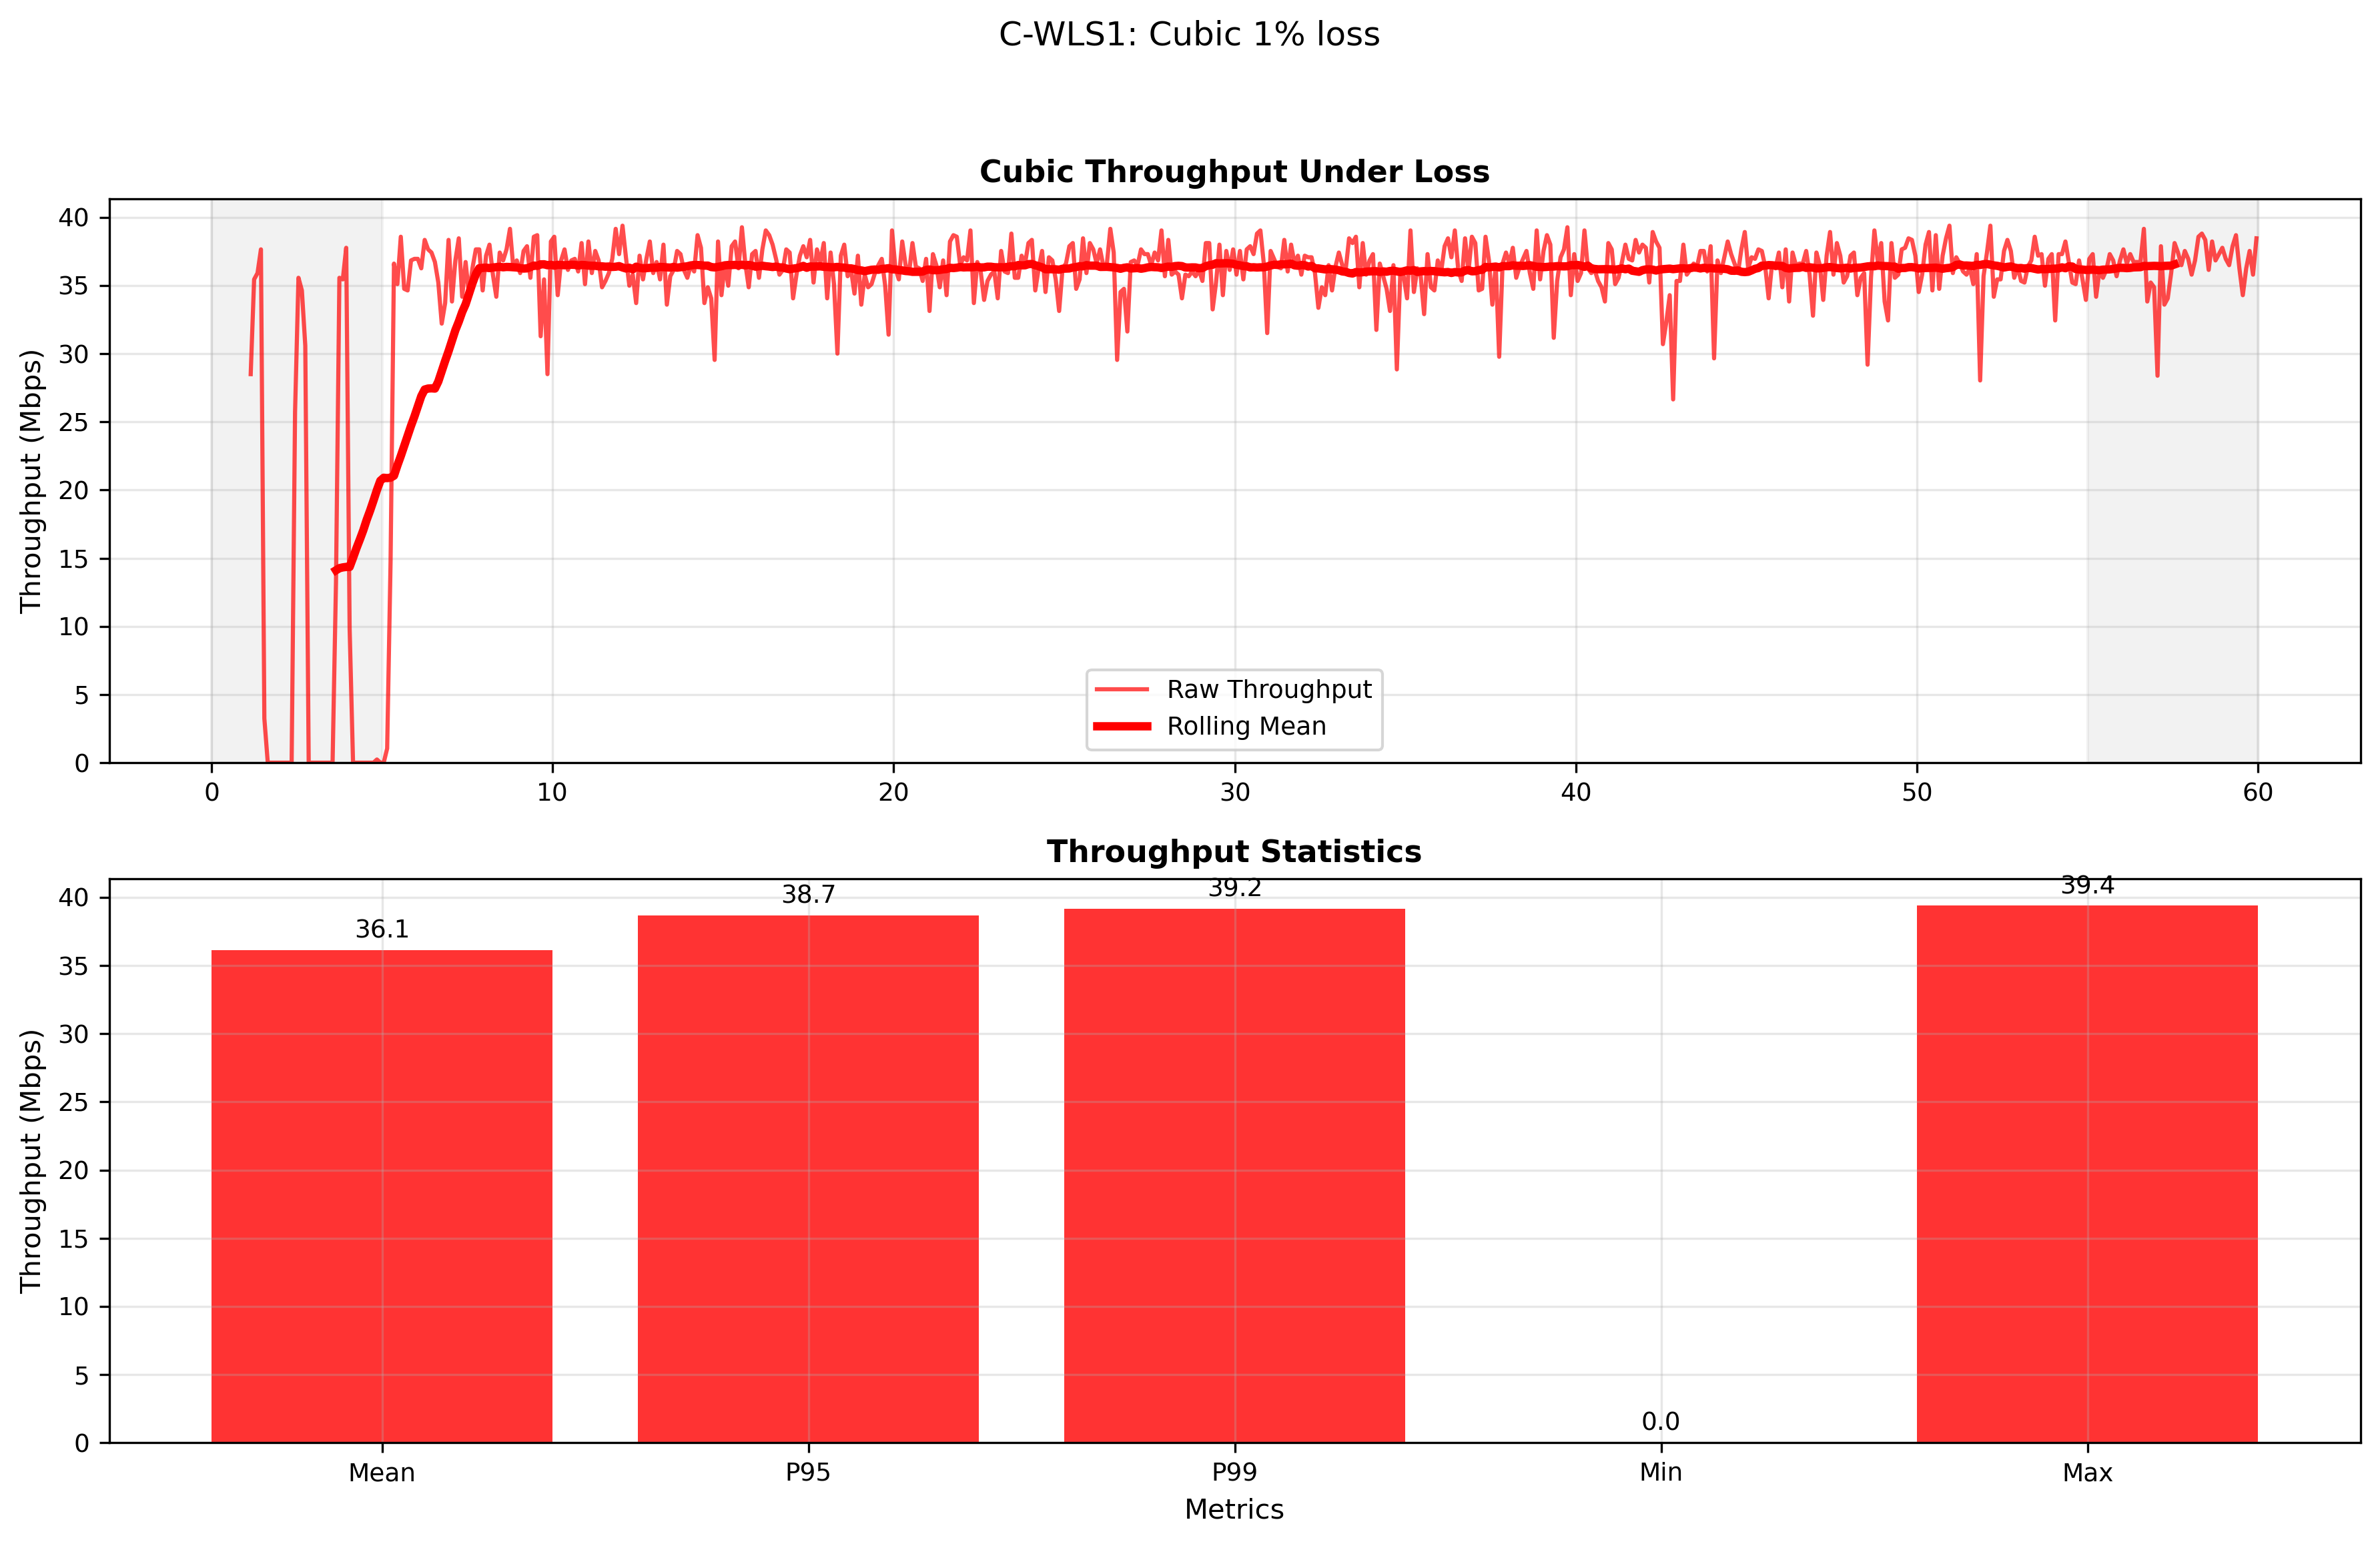 C-WLS1: Cubic 1% loss
Cubic Throughput Under Loss
Throughput (Mbps)
40
35
30
25
20
15
10
5
0
Raw Throughput
Rolling Mean
0 10 20 30 40 50 60
Throughput Statistics
Throughput (Mbps)
40
35
30
25
20
15
10
5
0
36.1 38.7 39.2 0.0 39.4
Mean P95 P99 Min Max
Metrics